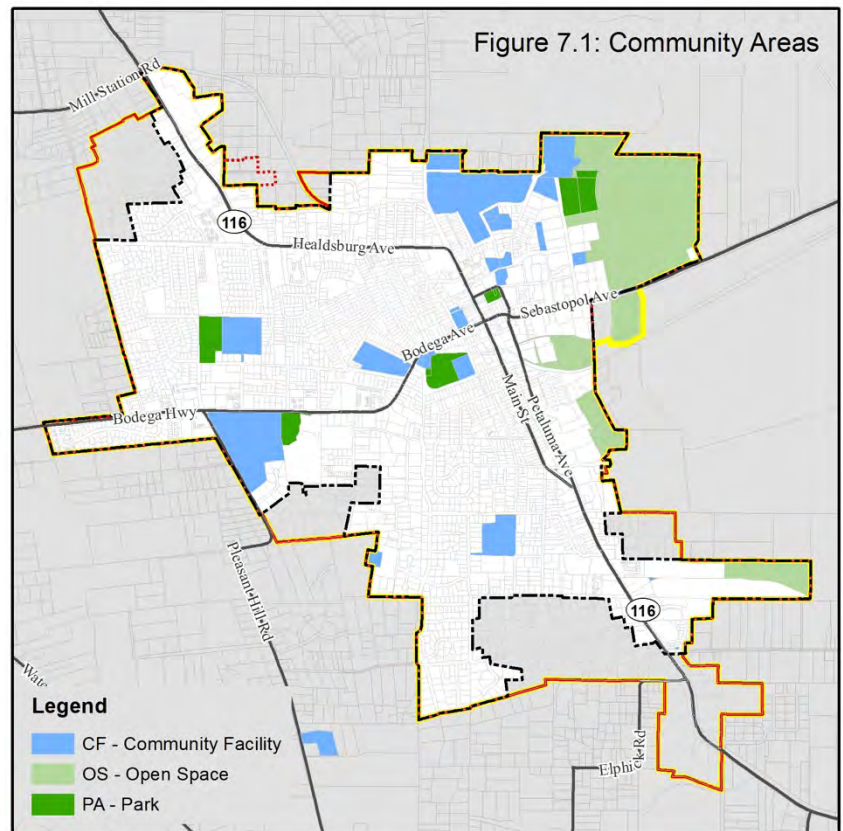 Figure 7.1: Community Areas
Mill Station Rd
116
Healdsburg Ave
Sebastopol Ave
Bodega Ave
Main St
Petaluma Ave
Bodega Hwy
Pleasant Hill Rd
116
Wate
Elphick Rd
Legend
CF - Community Facility
OS - Open Space
PA - Park